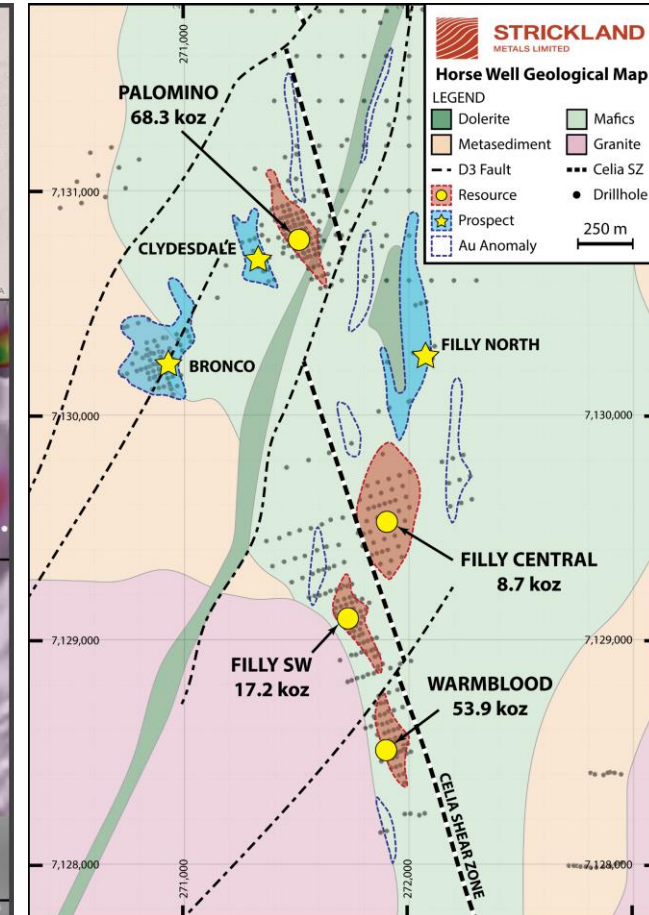 271,000
STRICKLAND
METALS LIMITED
Horse Well Geological Map
LEGEND
Dolerite
Mafics
Metasediment
Granite
D3 Fault
Celia SZ
Resource
Drillhole
Prospect
250 m
Au Anomaly
PALOMINO
68.3 koz
7,131,000
CLYDESDALE
FILLY NORTH
BRONCO
7,130,000
7,130,000
FILLY CENTRAL
8.7 koz
7,129,000
7,129,000
FILLY SW
17.2 koz
WARMBLOOD
53.9 koz
CELIA SHEAR ZONE
7,128,000
7,128,000
271,000
272,000